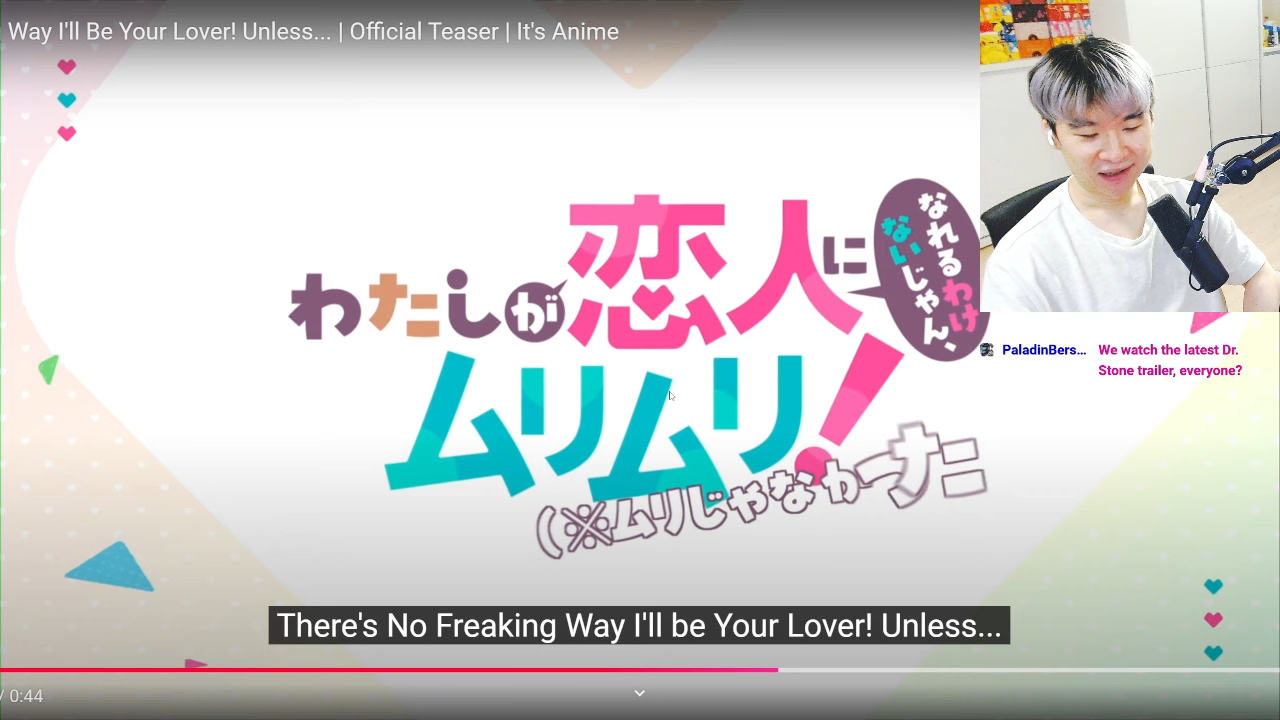 Way I'll Be Your Lover! Unless... | Official Teaser | It's Anime
わたしが恋人に
なれるわけ
ないじゃん、
ムリムリ!
(※ムリじゃなかった
PaladinBers... We watch the latest Dr.
Stone trailer, everyone?
There's No Freaking Way I'll be Your Lover! Unless...
/ 0:44